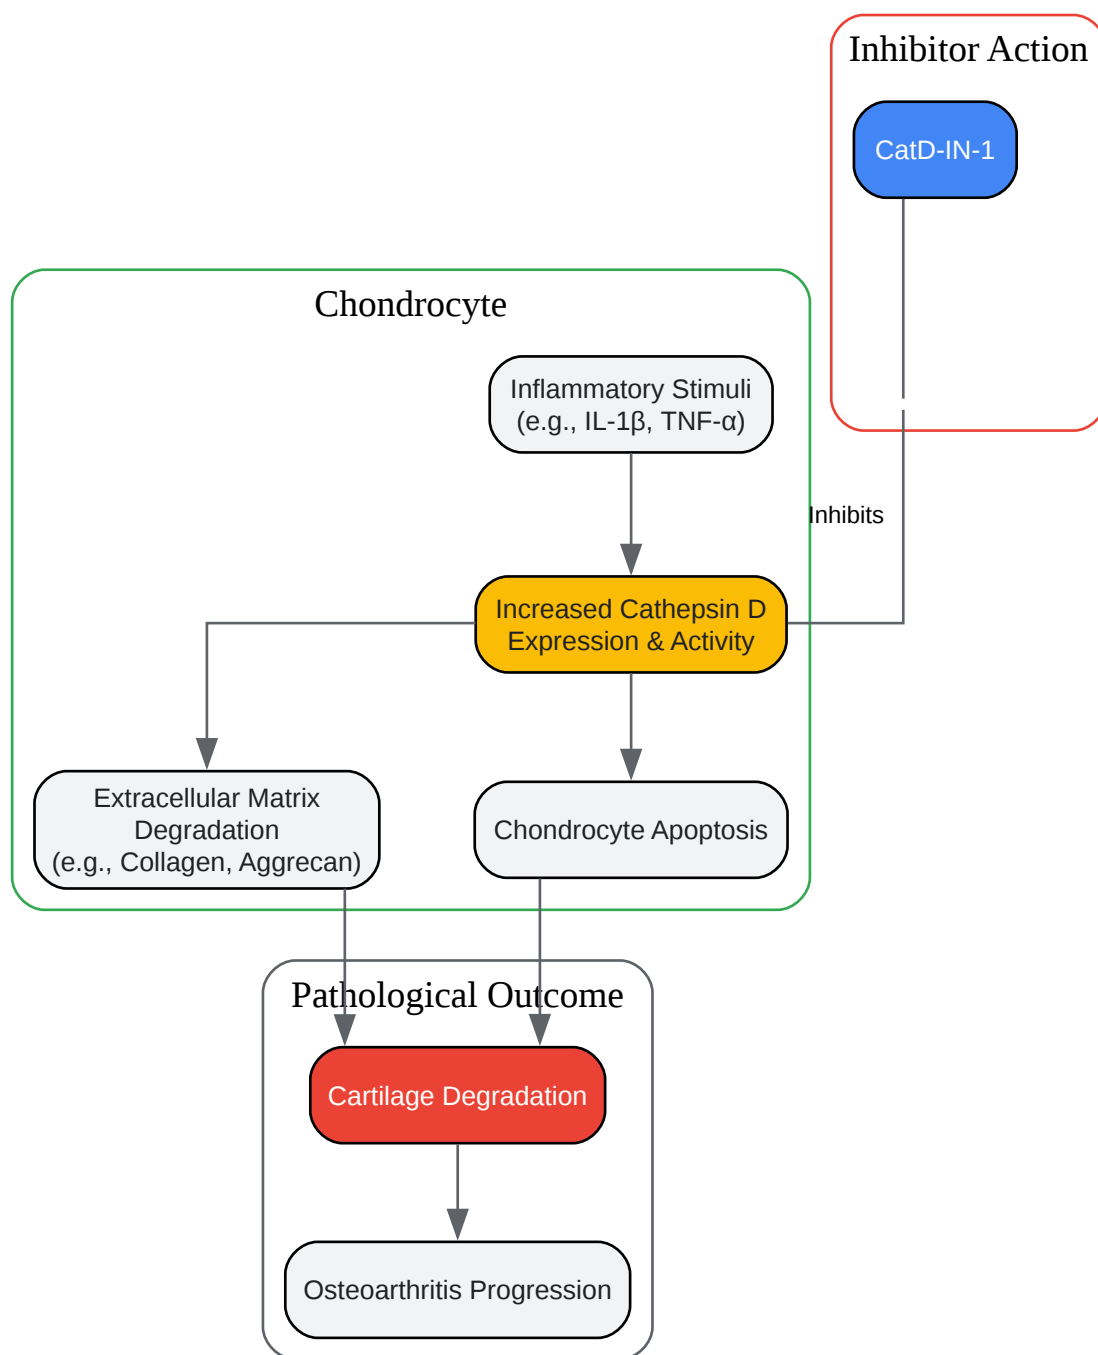 Inhibitor Action
CatD-IN-1
Chondrocyte
Inflammatory Stimuli
(e.g., IL-1β, TNF-α)
Inhibits
Increased Cathepsin D
Expression & Activity
Extracellular Matrix
Degradation
(e.g., Collagen, Aggrecan)
Chondrocyte Apoptosis
Pathological Outcome
Cartilage Degradation
Osteoarthritis Progression